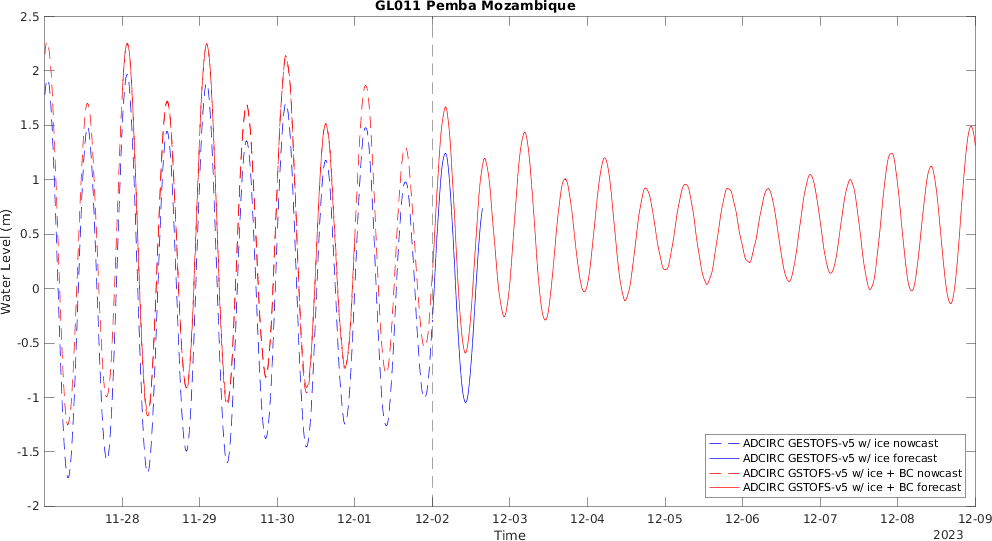 GL011 Pemba Mozambique
2.5
2
1.5
1
0.5
0
-0.5
-1
-1.5
-2
Water Level (m)
ADCIRC GESTOFS-v5 w/ ice nowcast
ADCIRC GESTOFS-v5 w/ ice forecast
ADCIRC GSTOFS-v5 w/ ice + BC nowcast
ADCIRC GSTOFS-v5 w/ ice + BC forecast
11-28 11-29 11-30 12-01 12-02 12-03 12-04 12-05 12-06 12-07 12-08 12-09
Time
2023